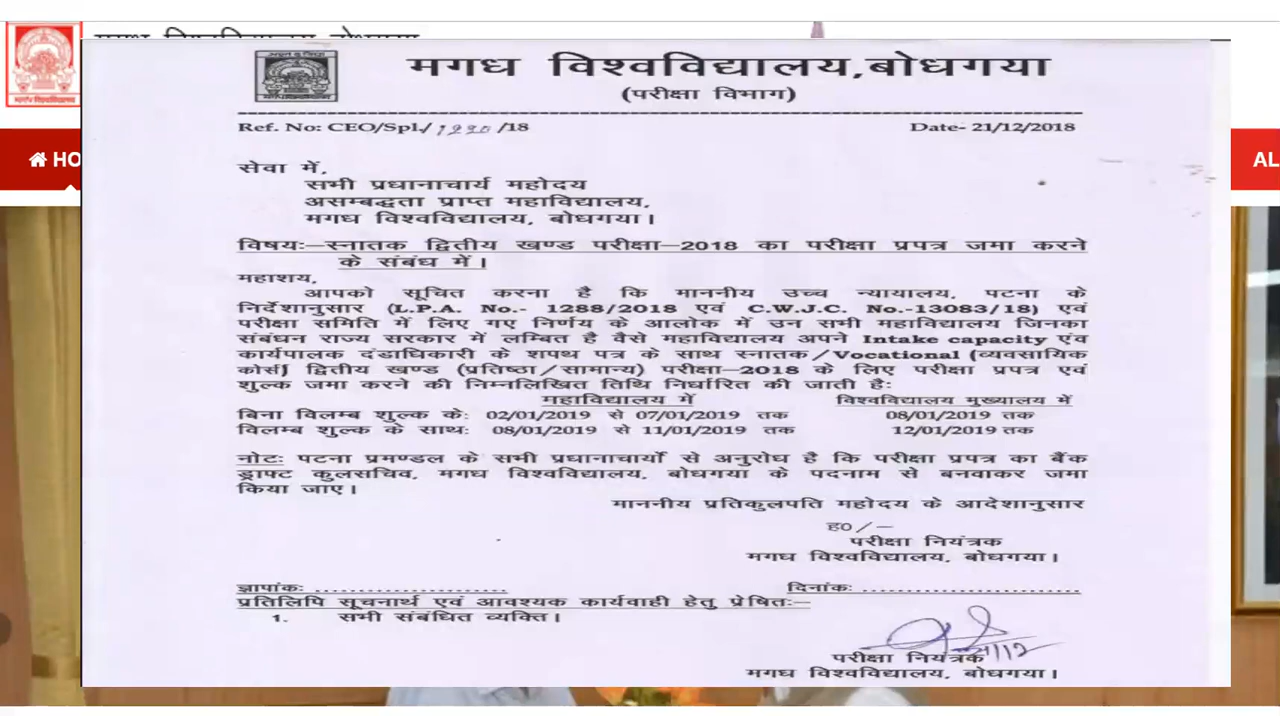 HO
AL
मगध विश्वविद्यालय,बोधगया
(परीक्षा विभाग)
Ref. No: CEO/Spl./ /18 Date- 21/12/2018
सेवा में,
सभी प्रधानाचार्य महोदय
असम्बद्धता प्राप्त महाविद्यालय,
मगध विश्वविद्यालय, बोधगया।
विषयः—स्नातक द्वितीय खण्ड परीक्षा—2018 का परीक्षा प्रपत्र जमा करने
के संबंध में।
महाशय,
आपको सूचित करना है कि माननीय उच्च न्यायालय, पटना के
निर्देशानुसार (L.P.A. No.- 1288/2018 एवं C.W.J.C. No.-13083/18) एवं
परीक्षा समिति में लिए गए निर्णय के आलोक में उन सभी महाविद्यालय जिनका
संबंधन राज्य सरकार में लम्बित है वैसे महाविद्यालय अपने Intake capacity एंव
कार्यपालक दंडाधिकारी के शपथ पत्र के साथ स्नातक/Vocational (व्यवसायिक
कोर्स) द्वितीय खण्ड (प्रतिष्ठा/सामान्य) परीक्षा—2018 के लिए परीक्षा प्रपत्र एवं
शुल्क जमा करने की निम्नलिखित तिथि निर्धारित की जाती हैः
महाविद्यालय में विश्वविद्यालय मुख्यालय में
बिना विलम्ब शुल्क केः 02/01/2019 से 07/01/2019 तक 08/01/2019 तक
विलम्ब शुल्क के साथः 08/01/2019 से 11/01/2019 तक 12/01/2019 तक
नोटः पटना प्रमण्डल के सभी प्रधानाचार्यो से अनुरोध है कि परीक्षा प्रपत्र का बैंक
ड्राफ्ट कुलसचिव, मगध विश्वविद्यालय, बोधगया के पदनाम से बनवाकर जमा
किया जाए।
माननीय प्रतिकुलपति महोदय के आदेशानुसार
ह0/—
परीक्षा नियंत्रक
मगध विश्वविद्यालय, बोधगया।
ज्ञापांकः ........................ दिनांकः ...........................
प्रतिलिपि सूचनार्थ एवं आवश्यक कार्यवाही हेतु प्रेषितः—
1. सभी संबंधित व्यक्ति।
परीक्षा नियंत्रक
मगध विश्वविद्यालय, बोधगया।